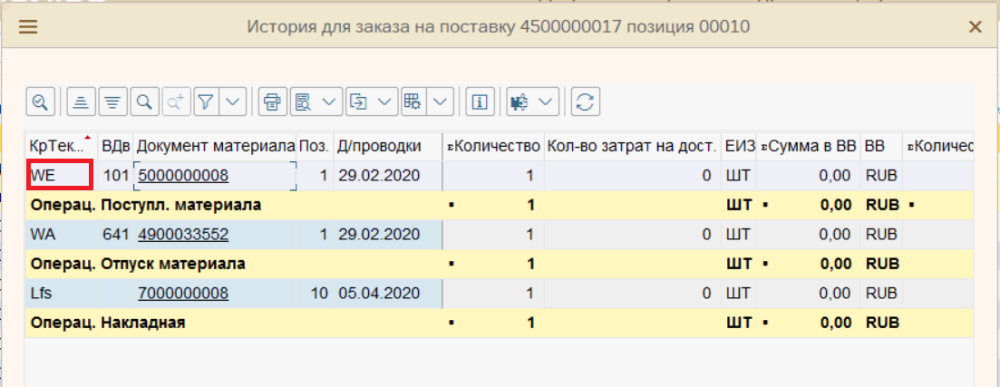 История для заказа на поставку 4500000017 позиция 00010
КрТек... ВДв Документ материала Поз. Д/проводки Количество Кол-во затрат на дост. ЕИЗ Сумма в ВВ ВВ Количес
WE 101 5000000008 1 29.02.2020 1 0 ШТ 0,00 RUB
Операц. Поступл. материала ▪ 1 ШТ ▪ 0,00 RUB ▪
WA 641 4900033552 1 29.02.2020 1 0 ШТ 0,00 RUB
Операц. Отпуск материала ▪ 1 ШТ ▪ 0,00 RUB
Lfs 7000000008 10 05.04.2020 1 0 ШТ 0,00 RUB
Операц. Накладная ▪ 1 ШТ ▪ 0,00 RUB